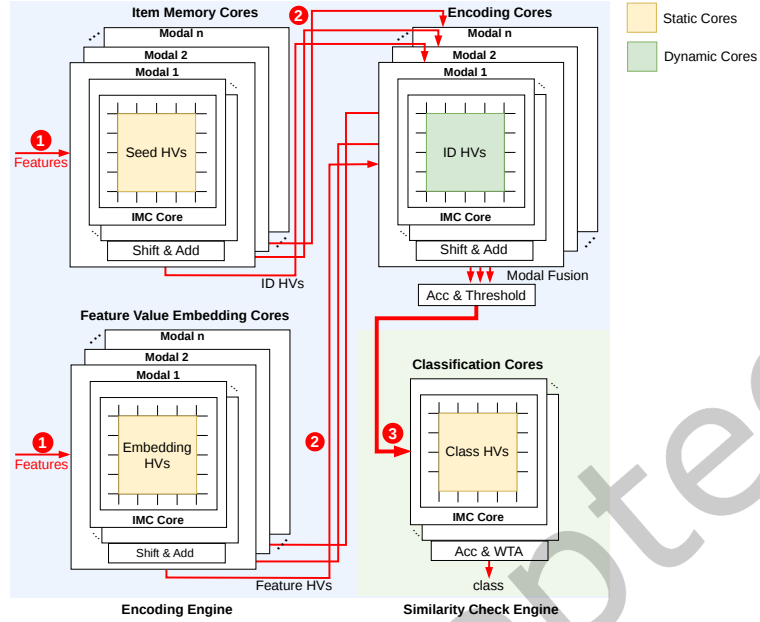 Item Memory Cores
Modal n
Modal 2
Modal 1
1
Features
Seed HVs
IMC Core
Shift & Add
ID HVs
2
Encoding Cores
Modal n
Modal 2
Modal 1
ID HVs
IMC Core
Shift & Add
Modal Fusion
Acc & Threshold
Static Cores
Dynamic Cores
Feature Value Embedding Cores
Modal n
Modal 2
Modal 1
1
Features
Embedding
HVs
IMC Core
Shift & Add
Feature HVs
2
Encoding Engine
Classification Cores
3
Class HVs
IMC Core
Acc & WTA
class
Similarity Check Engine